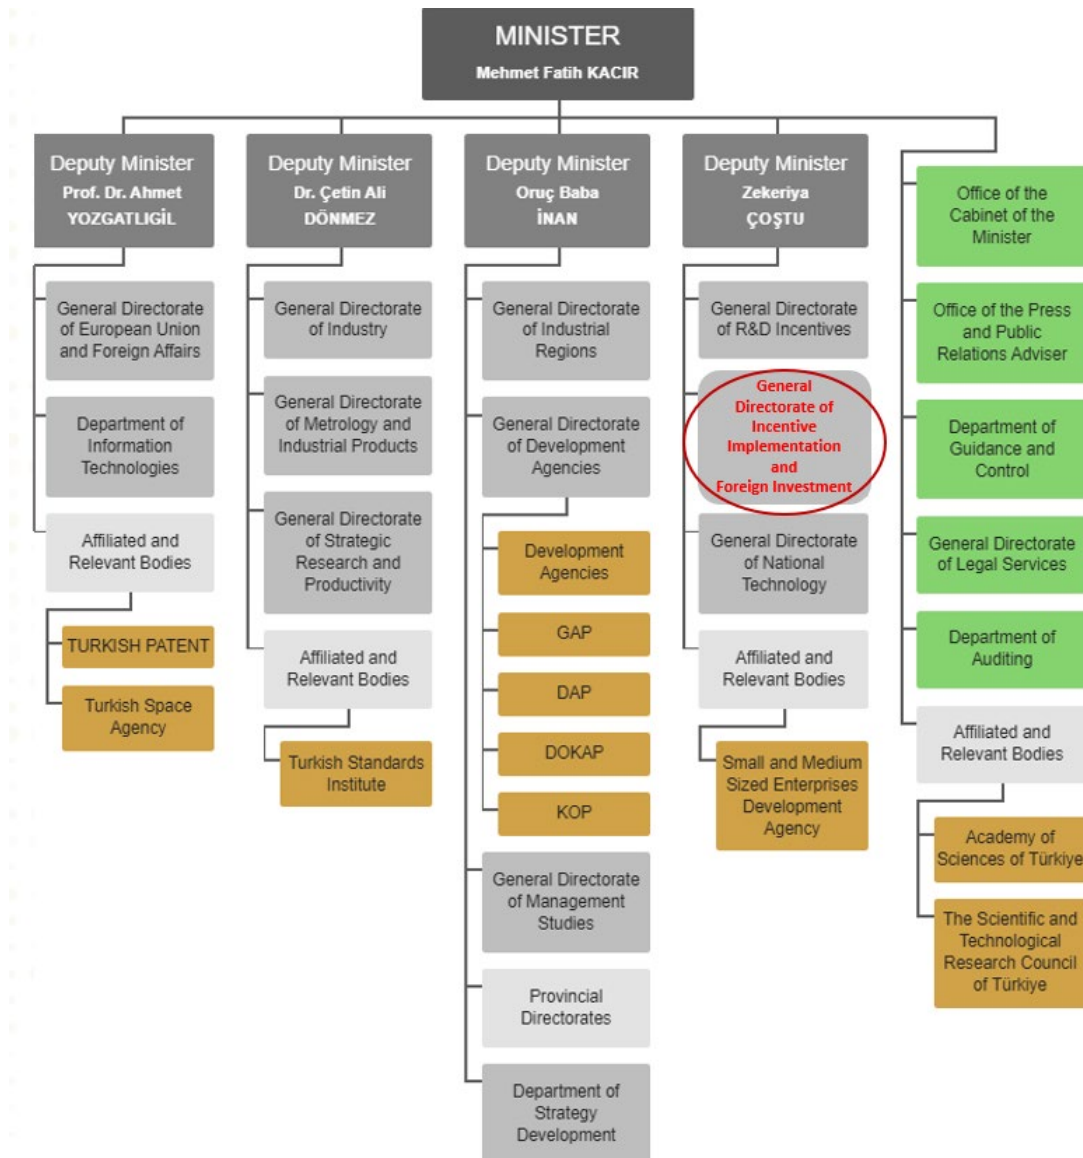 MINISTER
Mehmet Fatih KACIR
Deputy Minister
Prof. Dr. Ahmet
YOZGATLIGİL
General Directorate
of European Union
and Foreign Affairs
Department of
Information
Technologies
Affiliated and
Relevant Bodies
TURKISH PATENT
Turkish Space
Agency
Deputy Minister
Dr. Çetin Ali
DÖNMEZ
General Directorate
of Industry
General Directorate
of Metrology and
Industrial Products
General Directorate
of Strategic
Research and
Productivity
Affiliated and
Relevant Bodies
Turkish Standards
Institute
Deputy Minister
Oruç Baba
İNAN
General Directorate
of Industrial
Regions
General Directorate
of Development
Agencies
Development
Agencies
GAP
DAP
DOKAP
KOP
General Directorate
of Management
Studies
Provincial
Directorates
Department of
Strategy
Development
Deputy Minister
Zekeriya
ÇOŞTU
General Directorate
of R&D Incentives
General
Directorate of
Incentive
Implementation
and
Foreign Investment
General Directorate
of National
Technology
Affiliated and
Relevant Bodies
Small and Medium
Sized Enterprises
Development
Agency
Office of the
Cabinet of the
Minister
Office of the Press
and Public
Relations Adviser
Department of
Guidance and
Control
General Directorate
of Legal Services
Department of
Auditing
Affiliated and
Relevant Bodies
Academy of
Sciences of Türkiye
The Scientific and
Technological
Research Council
of Türkiye